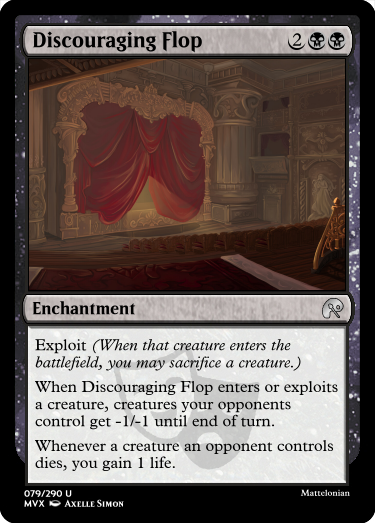 Discouraging Flop 2
Enchantment
Exploit (When that creature enters the
battlefield, you may sacrifice a creature.)
When Discouraging Flop enters or exploits
a creature, creatures your opponents
control get -1/-1 until end of turn.
Whenever a creature an opponent controls
dies, you gain 1 life.
079/290 U
Mattelonian
MVX Axelle Simon